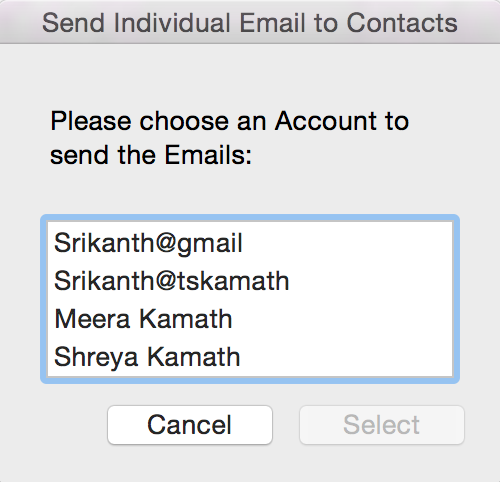 Send Individual Email to Contacts
Please choose an Account to
send the Emails:
Srikanth@gmail
Srikanth@tskamath
Meera Kamath
Shreya Kamath
Cancel
Select